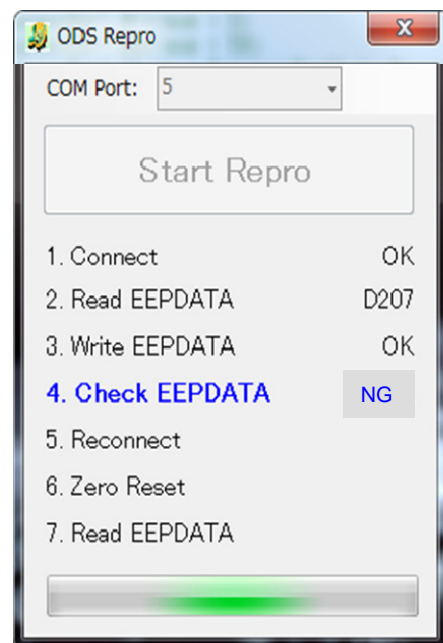 ODS Repro
COM Port: 5
Start Repro
1. Connect OK
2. Read EEPDATA D207
3. Write EEPDATA OK
4. Check EEPDATA NG
5. Reconnect
6. Zero Reset
7. Read EEPDATA